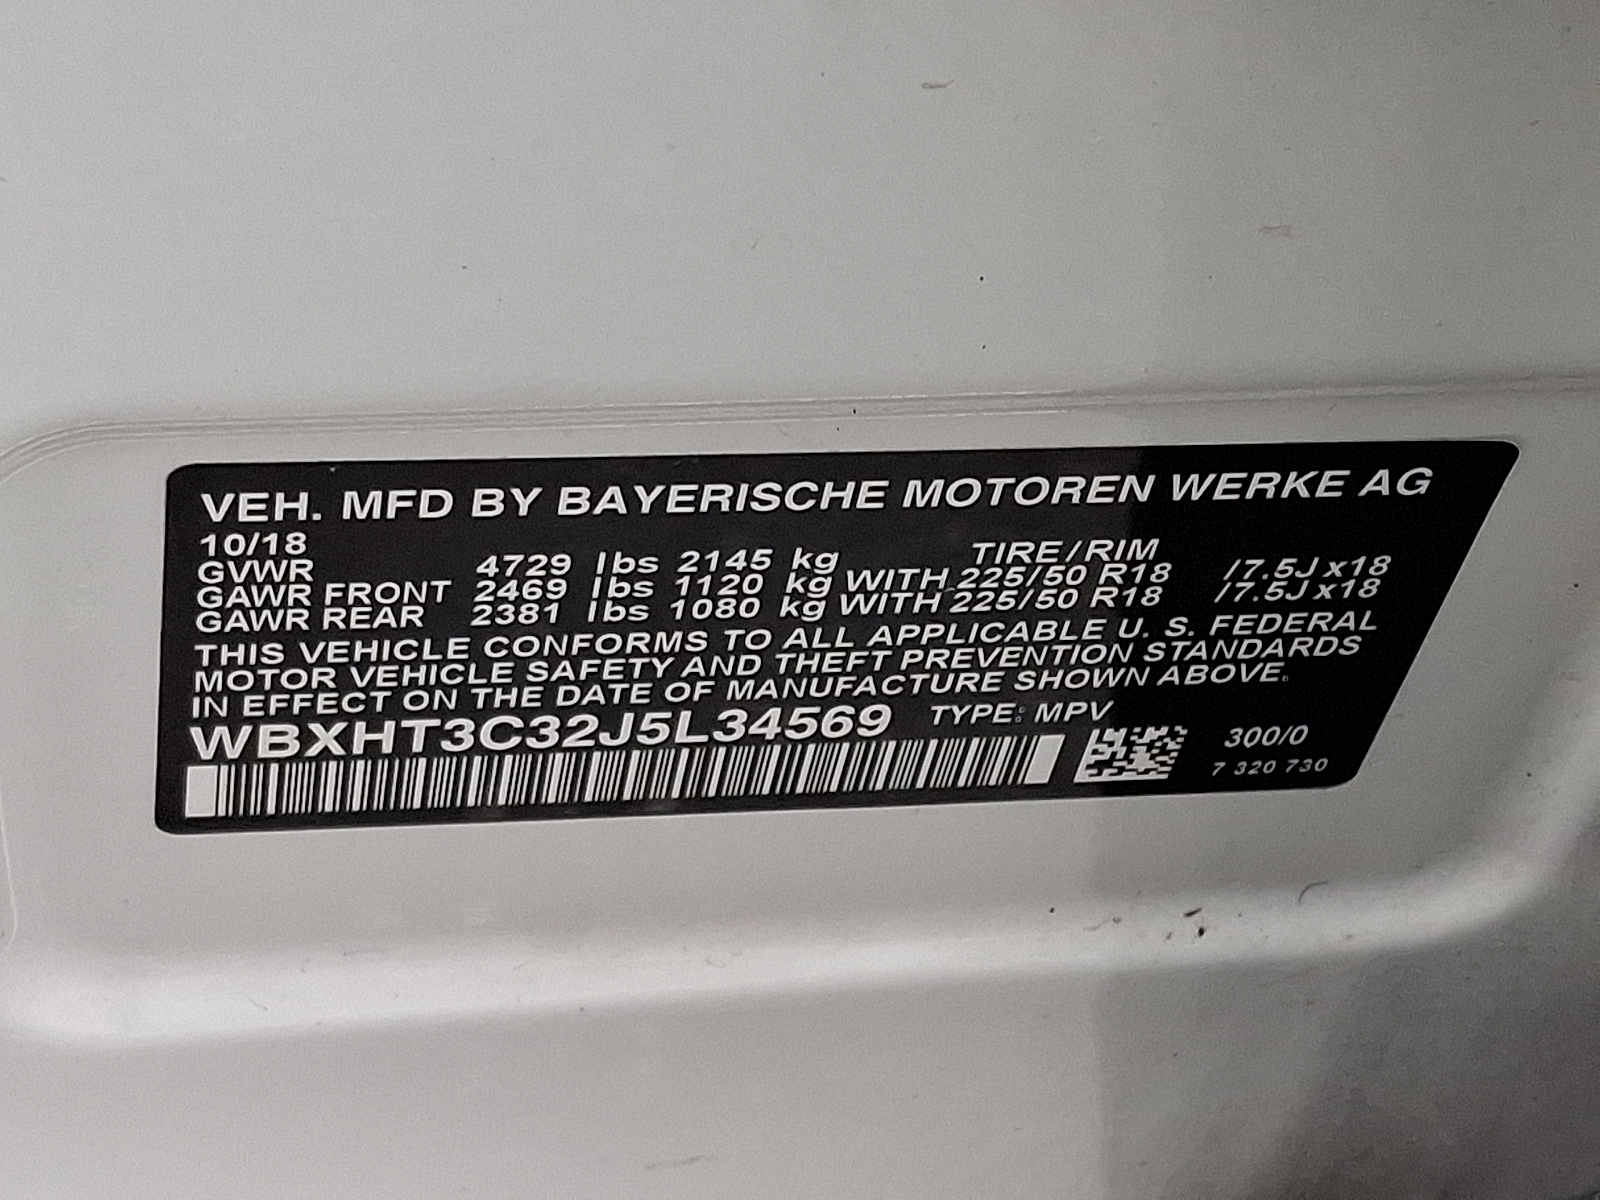 VEH. MFD BY BAYERISCHE MOTOREN WERKE AG
10/18 TIRE/RIM
GVWR 4729 lbs 2145 kg
GAWR FRONT 2469 lbs 1120 kg WITH 225/50 R18 /7.5J x18
GAWR REAR 2381 lbs 1080 kg WITH 225/50 R18 /7.5J x18
THIS VEHICLE CONFORMS TO ALL APPLICABLE U. S. FEDERAL
MOTOR VEHICLE SAFETY AND THEFT PREVENTION STANDARDS
IN EFFECT ON THE DATE OF MANUFACTURE SHOWN ABOVE.
WBXHT3C32J5L34569 TYPE: MPV
300/0
7 320 730